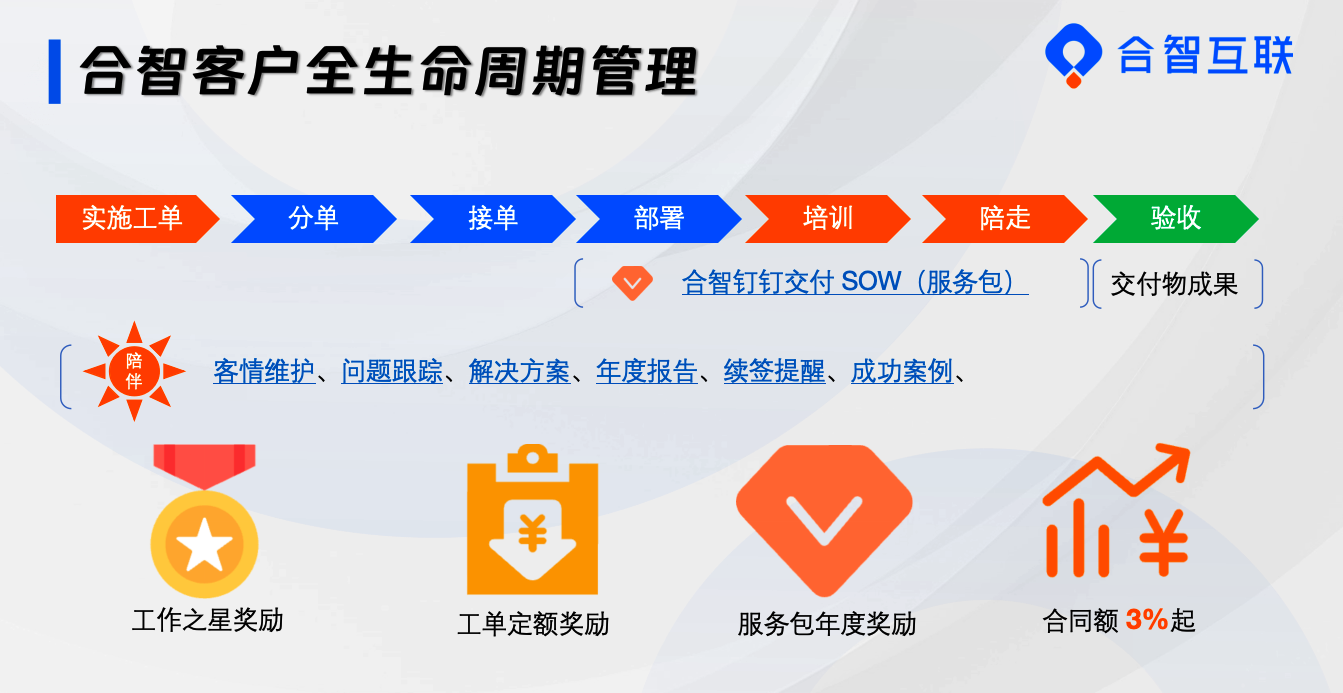 合智客户全生命周期管理
合智互联
实施工单 分单 接单 部署 培训 陪走 验收
合智钉钉交付 SOW（服务包） 交付物成果
陪伴
客情维护、问题跟踪、解决方案、年度报告、续签提醒、成功案例、
工作之星奖励 工单定额奖励 服务包年度奖励 合同额 3%起